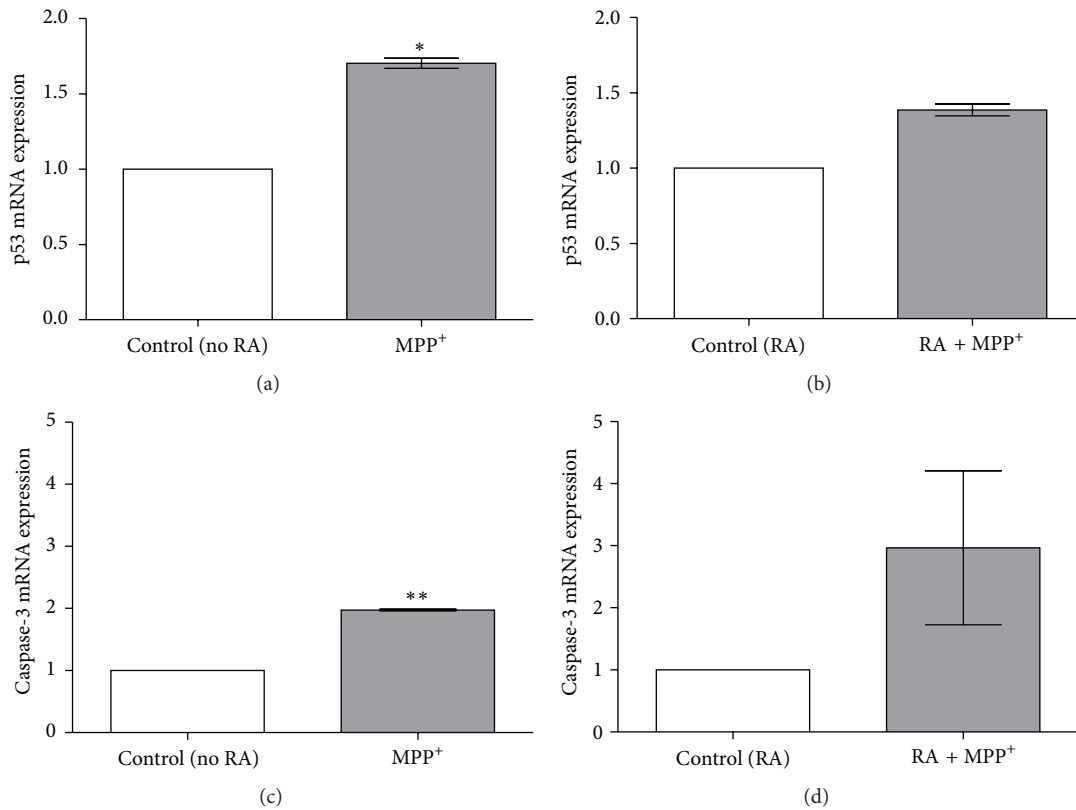 2.0
1.5
1.0
0.5
0.0
p53 mRNA expression
*
Control (no RA)
MPP⁺
(a)
2.0
1.5
1.0
0.5
0.0
p53 mRNA expression
Control (RA)
RA + MPP⁺
(b)
5
4
3
2
1
0
Caspase-3 mRNA expression
**
Control (no RA)
MPP⁺
(c)
5
4
3
2
1
0
Caspase-3 mRNA expression
Control (RA)
RA + MPP⁺
(d)